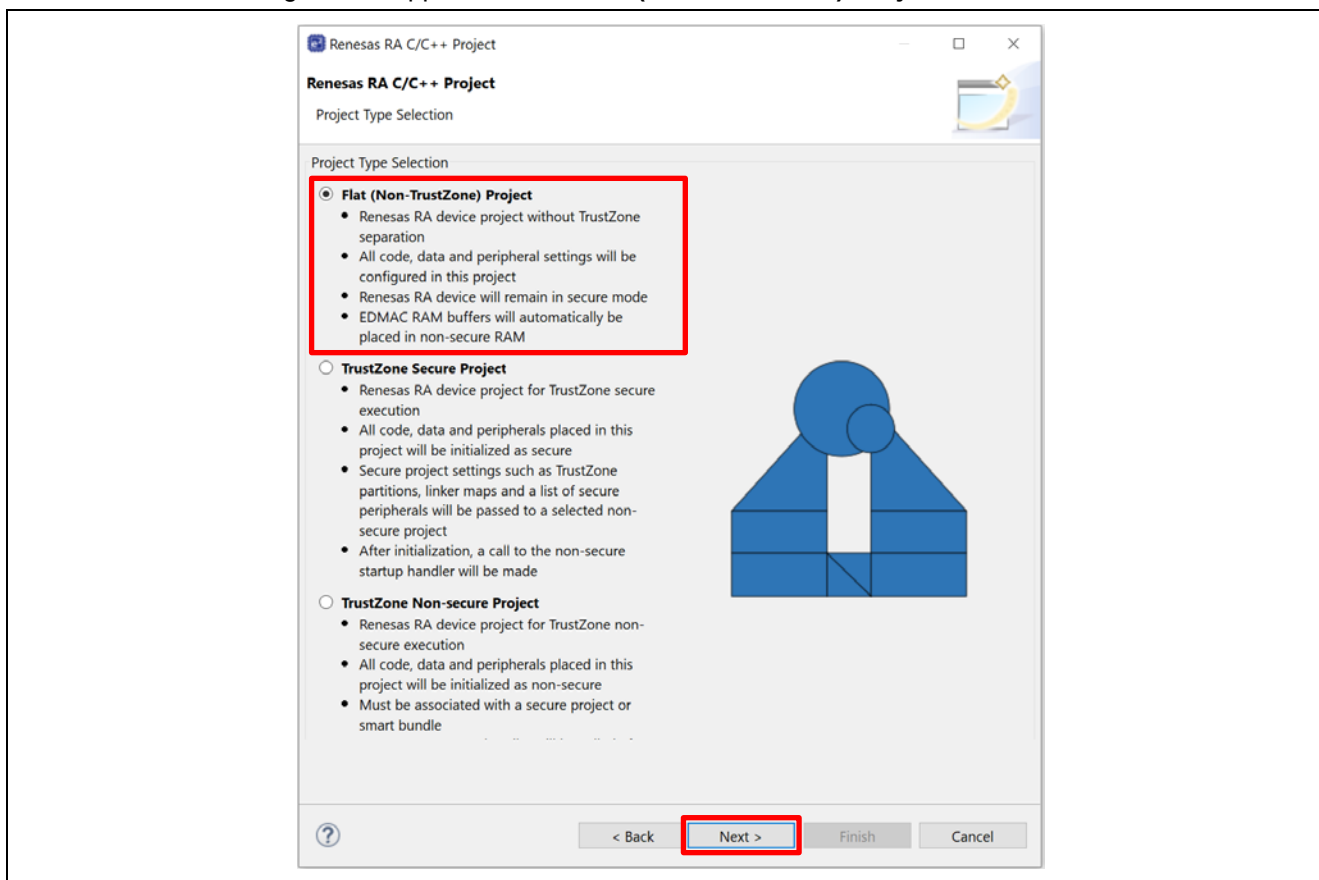 Renesas RA C/C++ Project
Renesas RA C/C++ Project
Project Type Selection
Project Type Selection
Flat (Non-TrustZone) Project
• Renesas RA device project without TrustZone
separation
• All code, data and peripheral settings will be
configured in this project
• Renesas RA device will remain in secure mode
• EDMAC RAM buffers will automatically be
placed in non-secure RAM
TrustZone Secure Project
• Renesas RA device project for TrustZone secure
execution
• All code, data and peripherals placed in this
project will be initialized as secure
• Secure project settings such as TrustZone
partitions, linker maps and a list of secure
peripherals will be passed to a selected non-
secure project
• After initialization, a call to the non-secure
startup handler will be made
TrustZone Non-secure Project
• Renesas RA device project for TrustZone non-
secure execution
• All code, data and peripherals placed in this
project will be initialized as non-secure
• Must be associated with a secure project or
smart bundle
? < Back Next > Finish Cancel